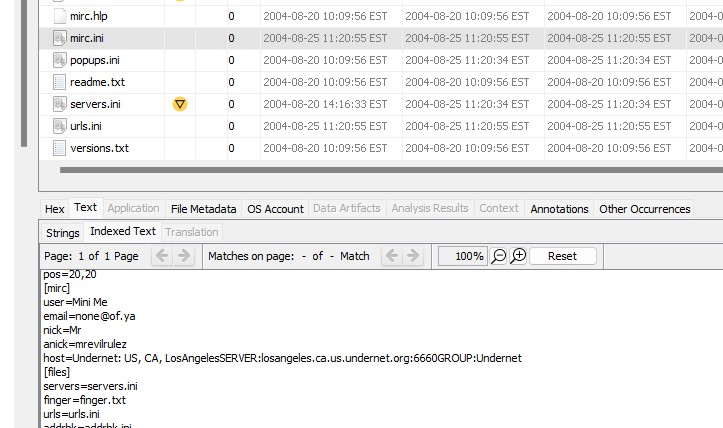 mirc.hlp 0 2004-08-20 10:09:56 EST 2004-08-20 10:09:56 EST 2004-08-20 10:09:56 EST
mirc.ini 0 2004-08-25 11:20:55 EST 2004-08-25 11:20:55 EST 2004-08-25 11:20:55 EST
popups.ini 0 2004-08-20 10:09:56 EST 2004-08-25 11:20:34 EST 2004-08-25 11:20:34 EST
readme.txt 0 2004-08-20 10:09:56 EST 2004-08-20 10:09:56 EST 2004-08-20 10:09:56 EST
servers.ini 0 2004-08-20 14:16:33 EST 2004-08-25 11:20:34 EST 2004-08-25 11:20:34 EST
urls.ini 0 2004-08-25 11:20:55 EST 2004-08-25 11:20:55 EST 2004-08-25 11:20:55 EST
versions.txt 0 2004-08-20 10:09:56 EST 2004-08-20 10:09:56 EST 2004-08-20 10:09:56 EST
Hex Text Application File Metadata OS Account Data Artifacts Analysis Results Context Annotations Other Occurrences
Strings Indexed Text Translation
Page: 1 of 1 Page Matches on page: - of - Match 100% Reset
pos=20,20
[mirc]
user=Mini Me
email=none@of.ya
nick=Mr
anick=mrevilrulez
host=Undernet: US, CA, LosAngelesSERVER:losangeles.ca.us.undernet.org:6660GROUP:Undernet
[files]
servers=servers.ini
finger=finger.txt
urls=urls.ini
addrbk=addrbk.ini